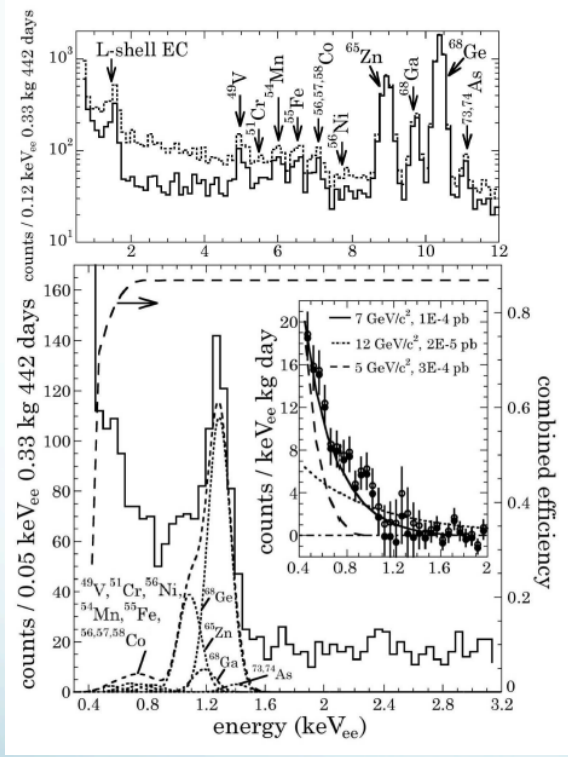 counts / 0.12 keVee 0.33 kg 442 days
10³
10²
10¹
L-shell EC
⁴⁹V
⁵¹Cr
⁵⁴Mn
⁵⁵Fe
⁵⁶,⁵⁷,⁵⁸Co
⁵⁶Ni
⁶⁵Zn
⁶⁸Ga
⁶⁸Ge
⁷³,⁷⁴As
2 4 6 8 10 12
counts / 0.05 keVee 0.33 kg 442 days
160
140
120
100
80
60
40
20
0
counts / keVee kg day
20
16
12
8
4
0
7 GeV/c², 1E-4 pb
12 GeV/c², 2E-5 pb
5 GeV/c², 3E-4 pb
0.4 0.8 1.2 1.6 2
⁴⁹V,⁵¹Cr,⁵⁶Ni,
⁵⁴Mn,⁵⁵Fe,
⁵⁶,⁵⁷,⁵⁸Co
⁶⁸Ge
⁶⁵Zn
⁶⁸Ga
⁷³,⁷⁴As
0.8
0.6
0.4
0.2
0
combined efficiency
0.4 0.8 1.2 1.6 2 2.4 2.8 3.2
energy (keVee)